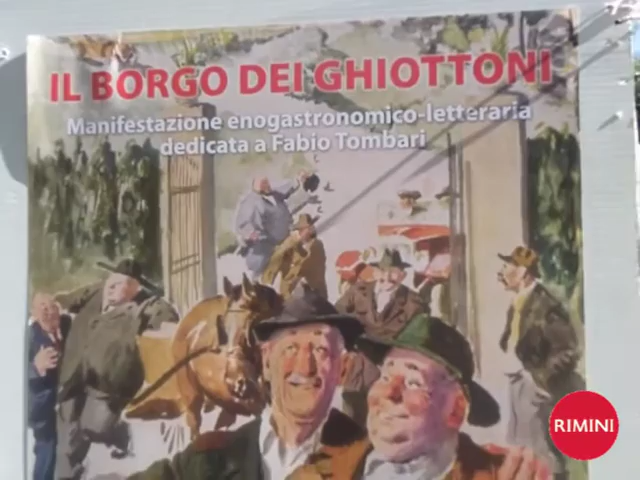 IL BORGO DEI GHIOTTONI
Manifestazione enogastronomico-letteraria
dedicata a Fabio Tombari
RIMINI